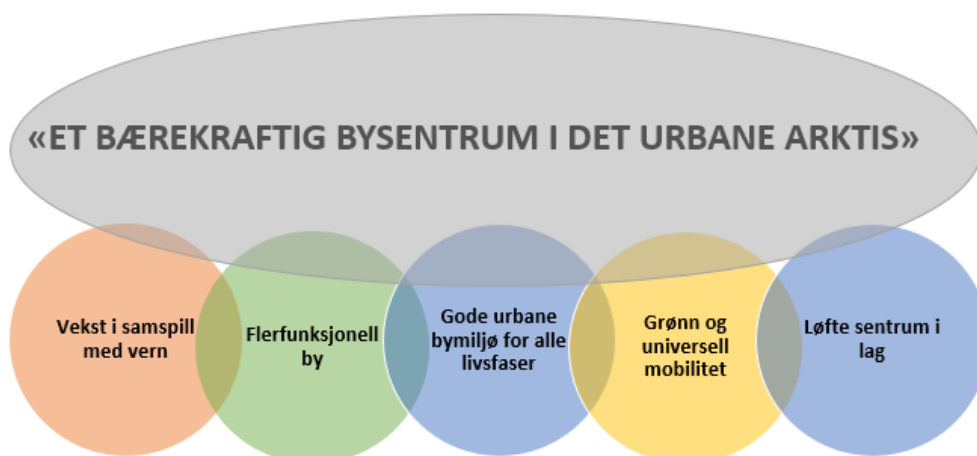 «ET BÆREKRAFTIG BYSENTRUM I DET URBANE ARKTIS»
Vekst i samspill
med vern
Flerfunksjonell
by
Gode urbane
bymiljø for alle
livsfaser
Grønn og
universell
mobilitet
Løfte sentrum i
lag